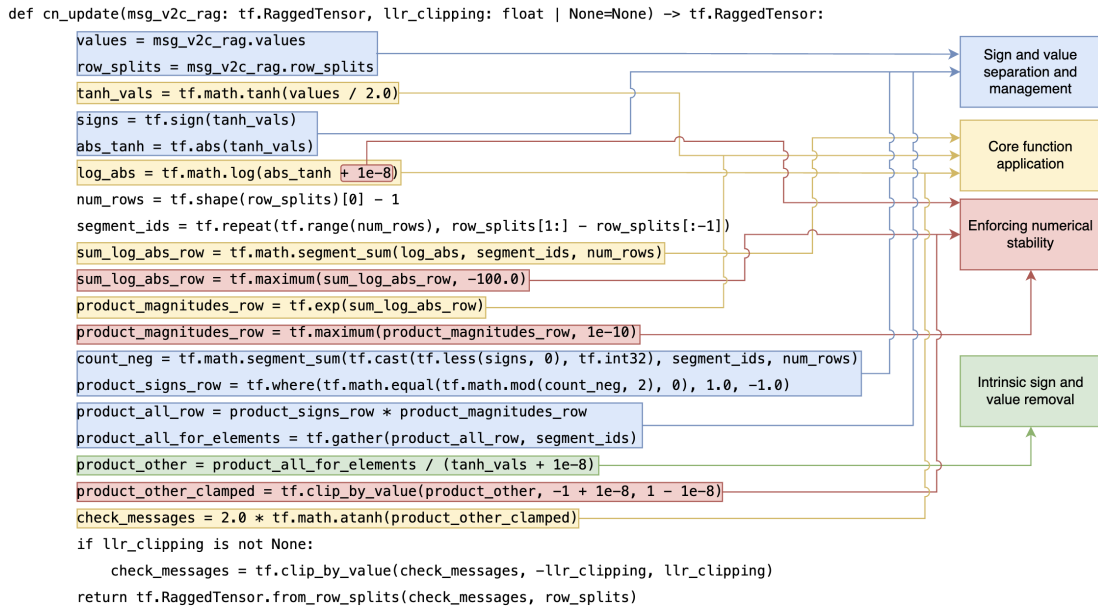 def cn_update(msg_v2c_rag: tf.RaggedTensor, llr_clipping: float | None=None) -> tf.RaggedTensor:
values = msg_v2c_rag.values
row_splits = msg_v2c_rag.row_splits
tanh_vals = tf.math.tanh(values / 2.0)
signs = tf.sign(tanh_vals)
abs_tanh = tf.abs(tanh_vals)
log_abs = tf.math.log(abs_tanh + 1e-8)
num_rows = tf.shape(row_splits)[0] - 1
segment_ids = tf.repeat(tf.range(num_rows), row_splits[1:] - row_splits[:-1])
sum_log_abs_row = tf.math.segment_sum(log_abs, segment_ids, num_rows)
sum_log_abs_row = tf.maximum(sum_log_abs_row, -100.0)
product_magnitudes_row = tf.exp(sum_log_abs_row)
product_magnitudes_row = tf.maximum(product_magnitudes_row, 1e-10)
count_neg = tf.math.segment_sum(tf.cast(tf.less(signs, 0), tf.int32), segment_ids, num_rows)
product_signs_row = tf.where(tf.math.equal(tf.math.mod(count_neg, 2), 0), 1.0, -1.0)
product_all_row = product_signs_row * product_magnitudes_row
product_all_for_elements = tf.gather(product_all_row, segment_ids)
product_other = product_all_for_elements / (tanh_vals + 1e-8)
product_other_clamped = tf.clip_by_value(product_other, -1 + 1e-8, 1 - 1e-8)
check_messages = 2.0 * tf.math.atanh(product_other_clamped)
if llr_clipping is not None:
check_messages = tf.clip_by_value(check_messages, -llr_clipping, llr_clipping)
return tf.RaggedTensor.from_row_splits(check_messages, row_splits)
Sign and value
separation and
management
Core function
application
Enforcing numerical
stability
Intrinsic sign and
value removal